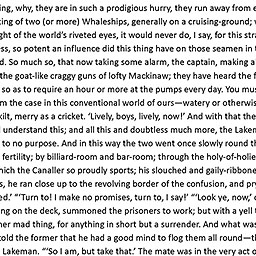 ing, why, they are in such a prodigious hurry, they run away from e
king of two (or more) Whaleships, generally on a cruising-ground; w
ght of the world's riveted eyes, it would never do, I say, for this stra
ess, so potent an influence did this thing have on those seamen in t
d. So much so, that now taking some alarm, the captain, making al
the goat-like craggy guns of lofty Mackinaw; they have heard the f
so as to require an hour or more at the pumps every day. You mus
m the case in this conventional world of ours—watery or otherwis
kilt, merry as a cricket. 'Lively, boys, lively, now!' And with that the
l understand this; and all this and doubtless much more, the Lakem
to no purpose. And in this way the two went once slowly round th
fertility; by billiard-room and bar-room; through the holy-of-holie
hich the Canaller so proudly sports; his slouched and gaily-ribbone
s, he ran close up to the revolving border of the confusion, and pry
ed.' "'Turn to! I make no promises, turn to, I say!' "'Look ye, now,' c
ng on the deck, summoned the prisoners to work; but with a yell t
her mad thing, for anything in short but a surrender. And what was
told the former that he had a good mind to flog them all round—th
Lakeman. "'So I am, but take that.' The mate was in the very act o